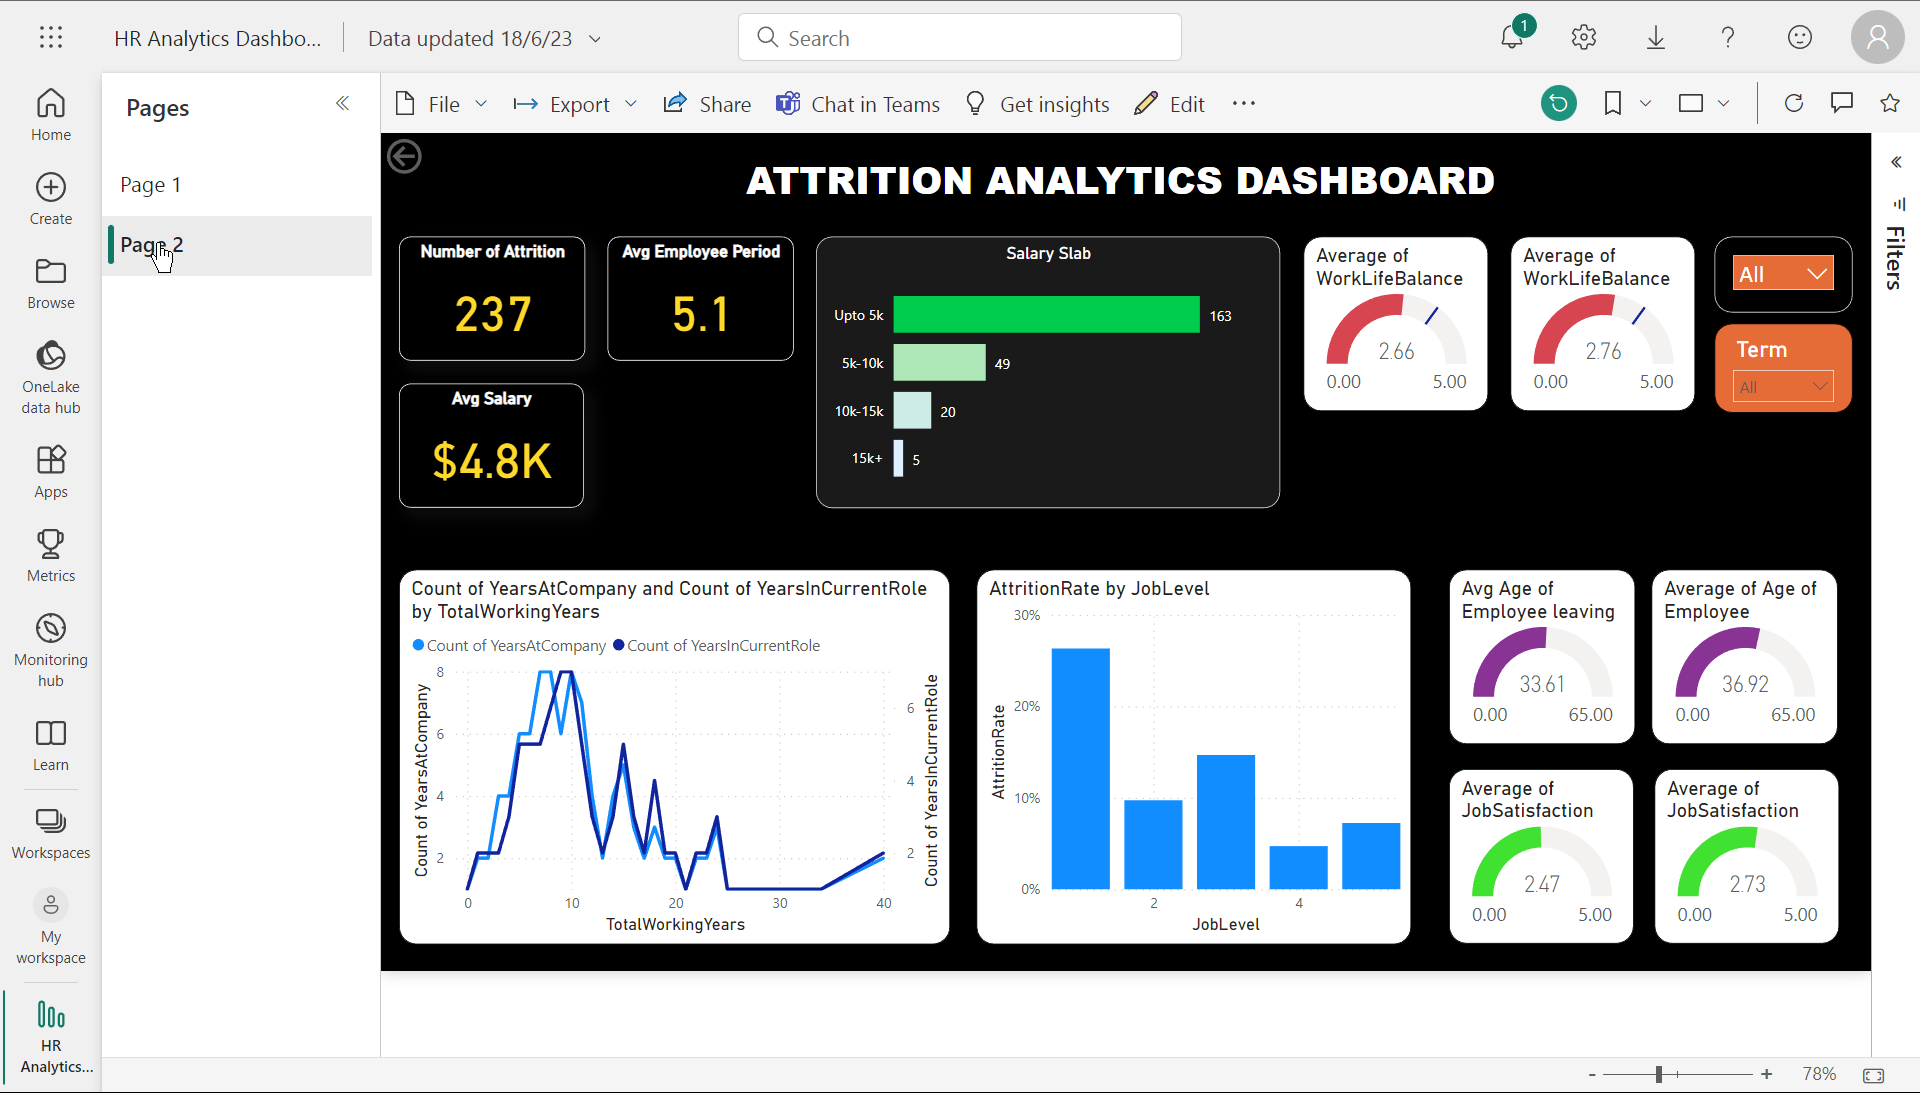 HR Analytics Dashbo...
Data updated 18/6/23
Search
1
Home
Create
Browse
OneLake
data hub
Apps
Metrics
Monitoring
hub
Learn
Workspaces
My
workspace
HR
Analytics...
Pages
Page 1
Page 2
File
Export
Share
Chat in Teams
Get insights
Edit
ATTRITION ANALYTICS DASHBOARD
Number of Attrition
237
Avg Employee Period
5.1
Avg Salary
$4.8K
Salary Slab
Upto 5k
163
5k-10k
49
10k-15k
20
15k+
5
Average of
WorkLifeBalance
2.66
0.00
5.00
Average of
WorkLifeBalance
2.76
0.00
5.00
All
Term
All
Filters
Count of YearsAtCompany and Count of YearsInCurrentRole
by TotalWorkingYears
Count of YearsAtCompany
Count of YearsInCurrentRole
Count of YearsAtCompany
8
6
4
2
0
10
20
30
40
TotalWorkingYears
6
4
2
Count of YearsInCurrentRole
AttritionRate by JobLevel
AttritionRate
30%
20%
10%
0%
2
4
JobLevel
Avg Age of
Employee leaving
33.61
0.00
65.00
Average of Age of
Employee
36.92
0.00
65.00
Average of
JobSatisfaction
2.47
0.00
5.00
Average of
JobSatisfaction
2.73
0.00
5.00
-
+
78%